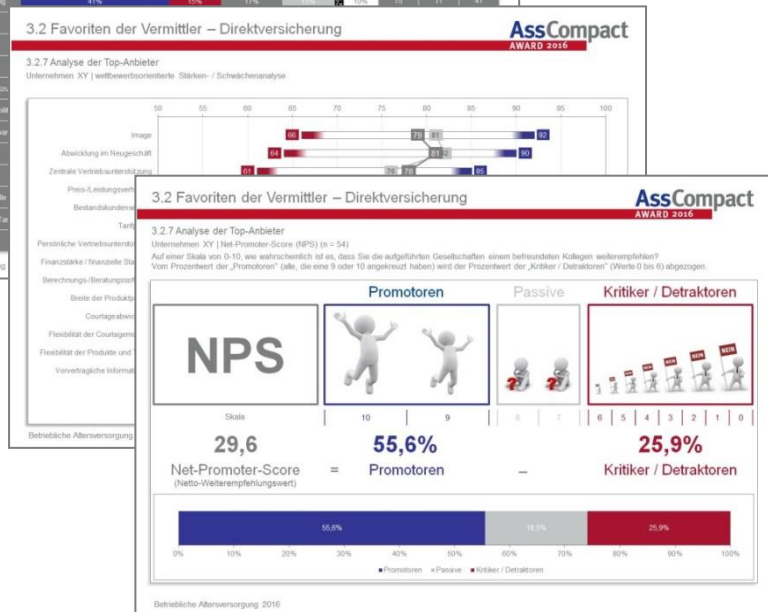 41%
15%
17%
10%
3.2 Favoriten der Vermittler – Direktversicherung
AssCompact
AWARD 2016
3.2.7 Analyse der Top-Anbieter
Unternehmen XY | wettbewerbsorientierte Stärken- / Schwächenanalyse
50 55 60 65 70 75 80 85 90 95 100
Image
66 79 81 92
Abwicklung im Neugeschäft
64 81 90
Zentrale Vertriebsunterstützung
61 76 78 85
Preis-/Leistungsverh
Bestandskundense
Tarif
Persönliche Vertriebsunterstü
Finanzstärke / finanzielle Sta
Berechnungs-/Beratungssof
Breite der Produktp
Courtageabwic
Flexibilität der Courtagem
Flexibilität der Produkte und
Vorvertragliche Informat
Betriebliche Altersversorgung
3.2 Favoriten der Vermittler – Direktversicherung
AssCompact
AWARD 2016
3.2.7 Analyse der Top-Anbieter
Unternehmen XY | Net-Promoter-Score (NPS) (n = 54)
Auf einer Skala von 0-10, wie wahrscheinlich ist es, dass Sie die aufgeführten Gesellschaften einem befreundeten Kollegen weiterempfehlen?
Vom Prozentwert der „Promotoren" (alle, die eine 9 oder 10 angekreuzt haben) wird der Prozentwert der „Kritiker / Detraktoren" (Werte 0 bis 6) abgezogen.
Promotoren Passive Kritiker / Detraktoren
NPS
NEIN NEIN NEIN
Skala 10 9 8 7 6 5 4 3 2 1 0
29,6 55,6% 25,9%
Net-Promoter-Score = Promotoren – Kritiker / Detraktoren
(Netto-Weiterempfehlungswert)
55,6% 18,5% 25,9%
0% 10% 20% 30% 40% 50% 60% 70% 80% 90% 100%
Promotoren Passive Kritiker / Detraktoren
Betriebliche Altersversorgung 2016